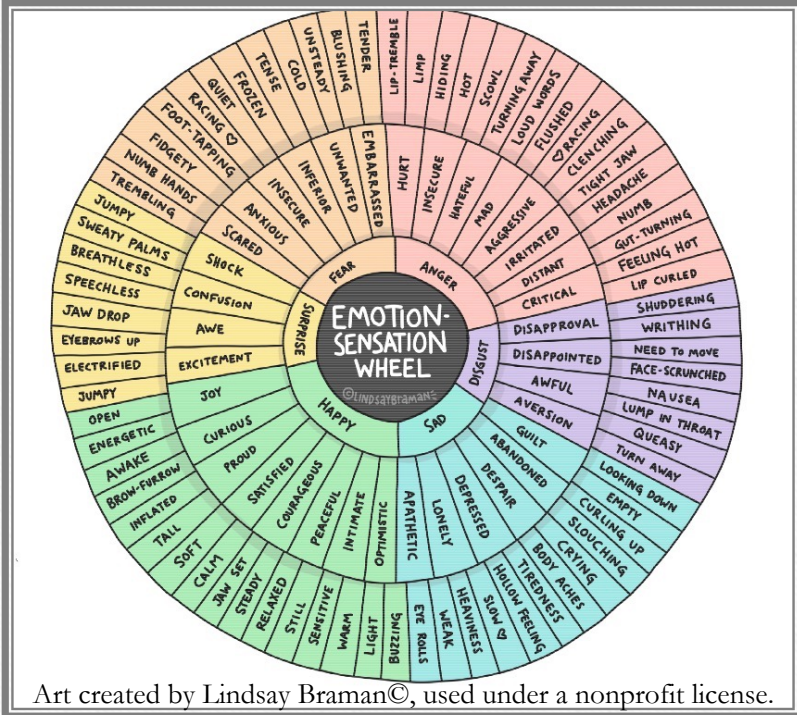 EMOTION-
SENSATION
WHEEL
©LINDSAYBRAMAN
FEAR
ANGER
DISGUST
SAD
HAPPY
SURPRISE
SCARED
ANXIOUS
INSECURE
INFERIOR
UNWANTED
EMBARRASSED
HURT
INSECURE
HATEFUL
MAD
AGGRESSIVE
IRRITATED
DISTANT
CRITICAL
DISAPPROVAL
DISAPPOINTED
AWFUL
AVERSION
GUILT
ABANDONED
DESPAIR
DEPRESSED
LONELY
APATHETIC
OPTIMISTIC
INTIMATE
PEACEFUL
COURAGEOUS
SATISFIED
PROUD
CURIOUS
JOY
EXCITEMENT
AWE
CONFUSION
SHOCK
TREMBLING
NUMB HANDS
FIDGETY
FOOT-TAPPING
RACING ♡
QUIET
FROZEN
TENSE
COLD
UNSTEADY
BLUSHING
TENDER
LIP-TREMBLE
LIMP
HIDING
HOT
SCOWL
TURNING AWAY
LOUD WORDS
FLUSHED
♡ RACING
CLENCHING
TIGHT JAW
HEADACHE
NUMB
GUT-TURNING
FEELING HOT
LIP CURLED
SHUDDERING
WRITHING
NEED TO MOVE
FACE-SCRUNCHED
NAUSEA
LUMP IN THROAT
QUEASY
TURN AWAY
LOOKING DOWN
EMPTY
CURLING UP
SLOUCHING
CRYING
BODY ACHES
TIREDNESS
HOLLOW FEELING
SLOW ♡
HEAVINESS
WEAK
EYE ROLLS
BUZZING
LIGHT
WARM
SENSITIVE
STILL
RELAXED
STEADY
JAW SET
CALM
SOFT
TALL
INFLATED
BROW-FURROW
AWAKE
ENERGETIC
OPEN
JUMPY
ELECTRIFIED
EYEBROWS UP
JAW DROP
SPEECHLESS
BREATHLESS
SWEATY PALMS
JUMPY
Art created by Lindsay Braman©, used under a nonprofit license.